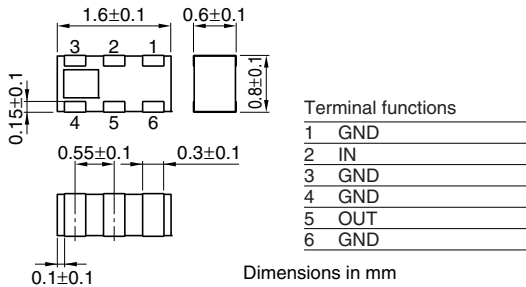 1.6±0.1
0.6±0.1
3 2 1
0.15±0.1
0.8±0.1
4 5 6
0.55±0.1
0.3±0.1
0.1±0.1
Terminal functions
1 GND
2 IN
3 GND
4 GND
5 OUT
6 GND
Dimensions in mm